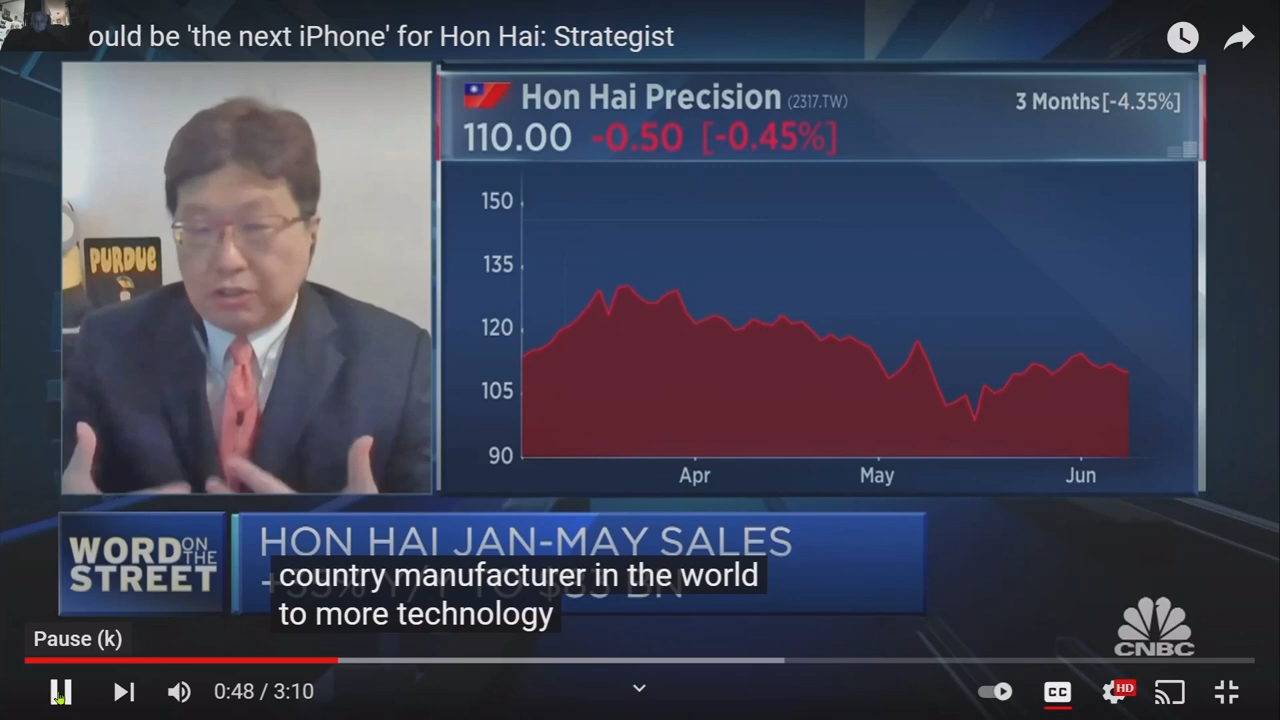 ould be 'the next iPhone' for Hon Hai: Strategist
Hon Hai Precision (2317.TW)
3 Months[-4.35%]
110.00 -0.50 [-0.45%]
150
135
120
105
90
Apr May Jun
PURDUE
WORD ON THE STREET
HON HAI JAN-MAY SALES
country manufacturer in the world
to more technology
CNBC
Pause (k)
0:48 / 3:10
CC
HD